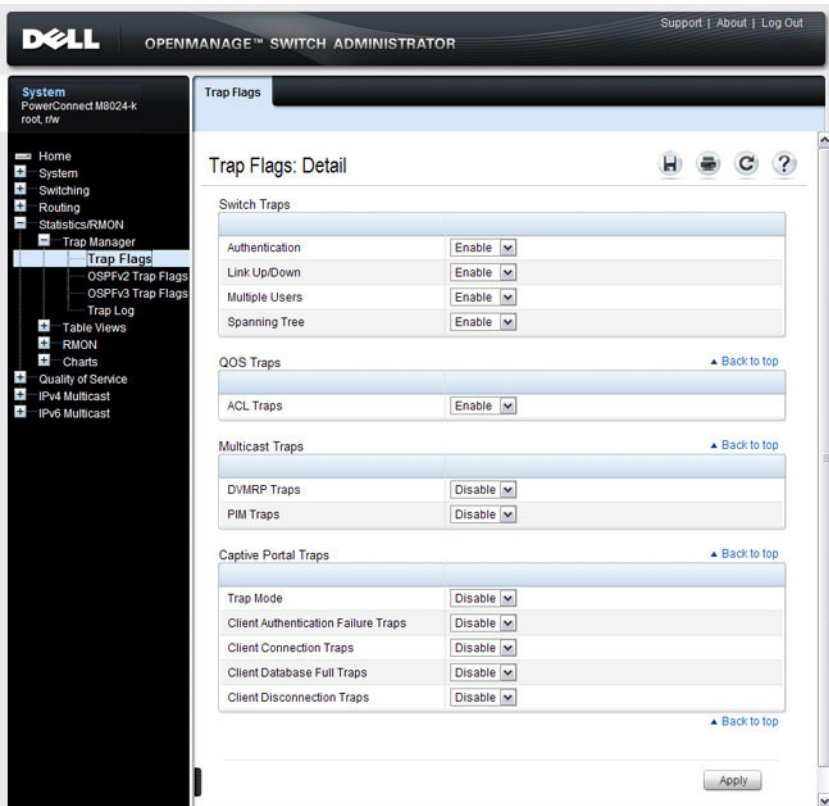 Support | About | Log Out
DELL
OPENMANAGE™ SWITCH ADMINISTRATOR
System
PowerConnect M8024-k
root, r/w
Home
System
Switching
Routing
Statistics/RMON
Trap Manager
Trap Flags
OSPFv2 Trap Flags
OSPFv3 Trap Flags
Trap Log
Table Views
RMON
Charts
Quality of Service
IPv4 Multicast
IPv6 Multicast
Trap Flags
Trap Flags: Detail
Switch Traps
Authentication Enable
Link Up/Down Enable
Multiple Users Enable
Spanning Tree Enable
QOS Traps Back to top
ACL Traps Enable
Multicast Traps Back to top
DVMRP Traps Disable
PIM Traps Disable
Captive Portal Traps Back to top
Trap Mode Disable
Client Authentication Failure Traps Disable
Client Connection Traps Disable
Client Database Full Traps Disable
Client Disconnection Traps Disable
Back to top
Apply